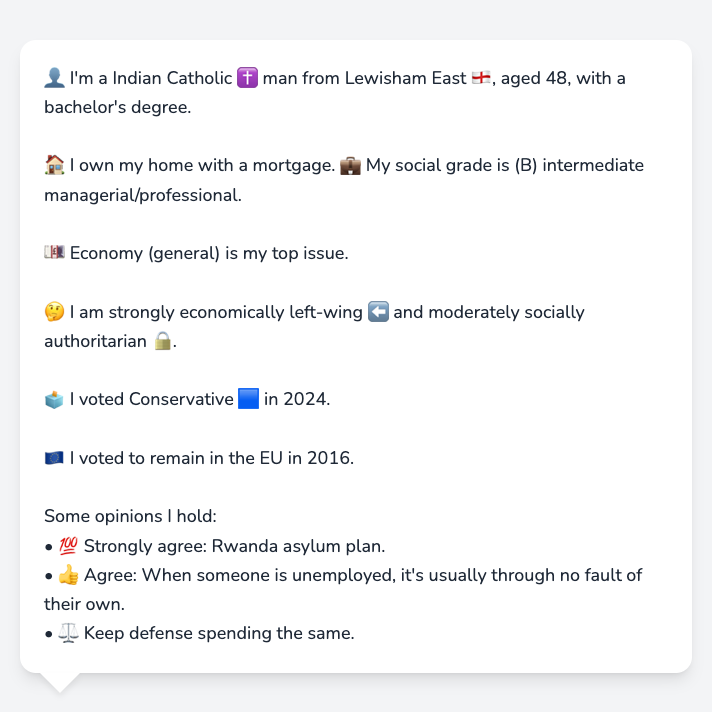 👤 I'm a Indian Catholic ✝️ man from Lewisham East 🏴󠁧󠁢󠁥󠁮󠁧󠁿, aged 48, with a
bachelor's degree.
🏠 I own my home with a mortgage. 💼 My social grade is (B) intermediate
managerial/professional.
💷 Economy (general) is my top issue.
🤔 I am strongly economically left-wing ⬅️ and moderately socially
authoritarian 🔒.
🗳️ I voted Conservative 🟦 in 2024.
🇪🇺 I voted to remain in the EU in 2016.
Some opinions I hold:
• 💯 Strongly agree: Rwanda asylum plan.
• 👍 Agree: When someone is unemployed, it's usually through no fault of
their own.
• ⚖️ Keep defense spending the same.